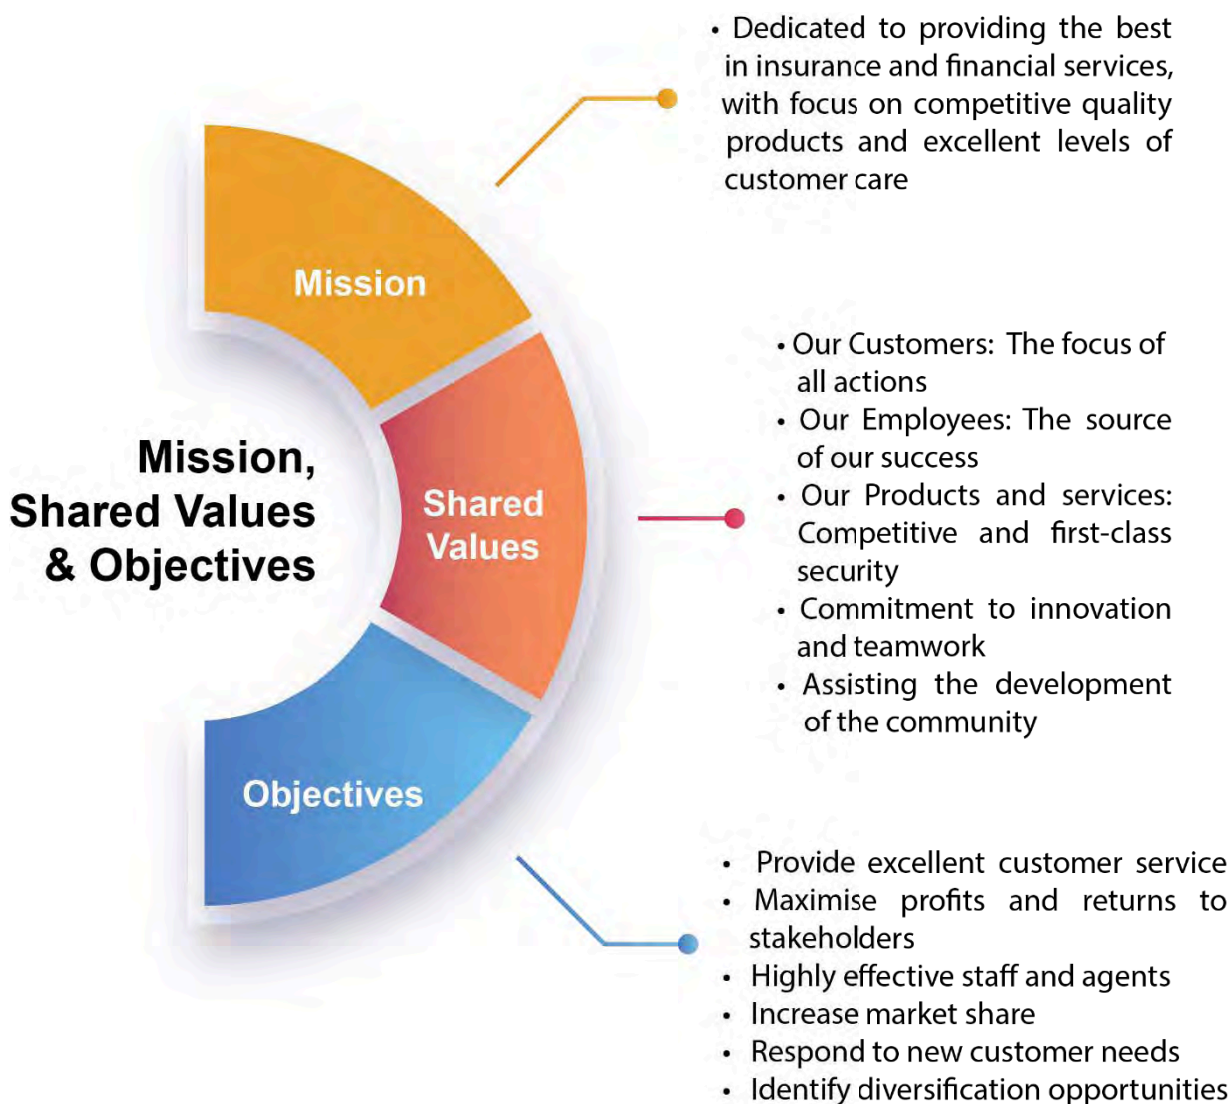 Mission,
Shared Values
& Objectives
Mission
• Dedicated to providing the best
in insurance and financial services,
with focus on competitive quality
products and excellent levels of
customer care
Shared
Values
• Our Customers: The focus of
all actions
• Our Employees: The source
of our success
• Our Products and services:
Competitive and first-class
security
• Commitment to innovation
and teamwork
• Assisting the development
of the community
Objectives
• Provide excellent customer service
• Maximise profits and returns to
stakeholders
• Highly effective staff and agents
• Increase market share
• Respond to new customer needs
• Identify diversification opportunities